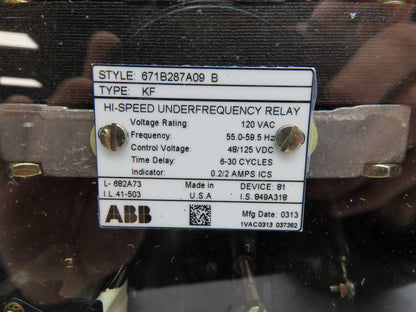 STYLE: 671B287A09 B
TYPE: KF
HI-SPEED UNDERFREQUENCY RELAY
Voltage Rating: 120 VAC
Frequency: 55.0-59.5 Hz
Control Voltage: 48/125 VDC
Time Delay: 6-30 CYCLES
Indicator: 0.2/2 AMPS ICS
L- 682A73 Made in DEVICE: 81
I.L. 41-503 U.S.A I.S. 849A318
ABB Mfg Date: 0313
1VAC0313 037362